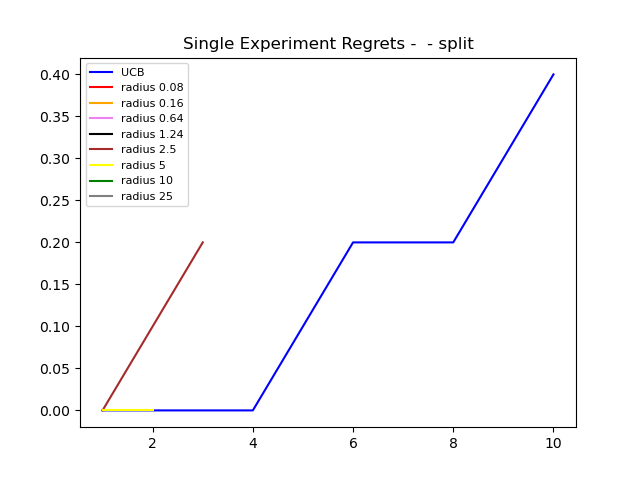 Single Experiment Regrets -  - split
0.40
0.35
0.30
0.25
0.20
0.15
0.10
0.05
0.00
UCB
radius 0.08
radius 0.16
radius 0.64
radius 1.24
radius 2.5
radius 5
radius 10
radius 25
2 4 6 8 10